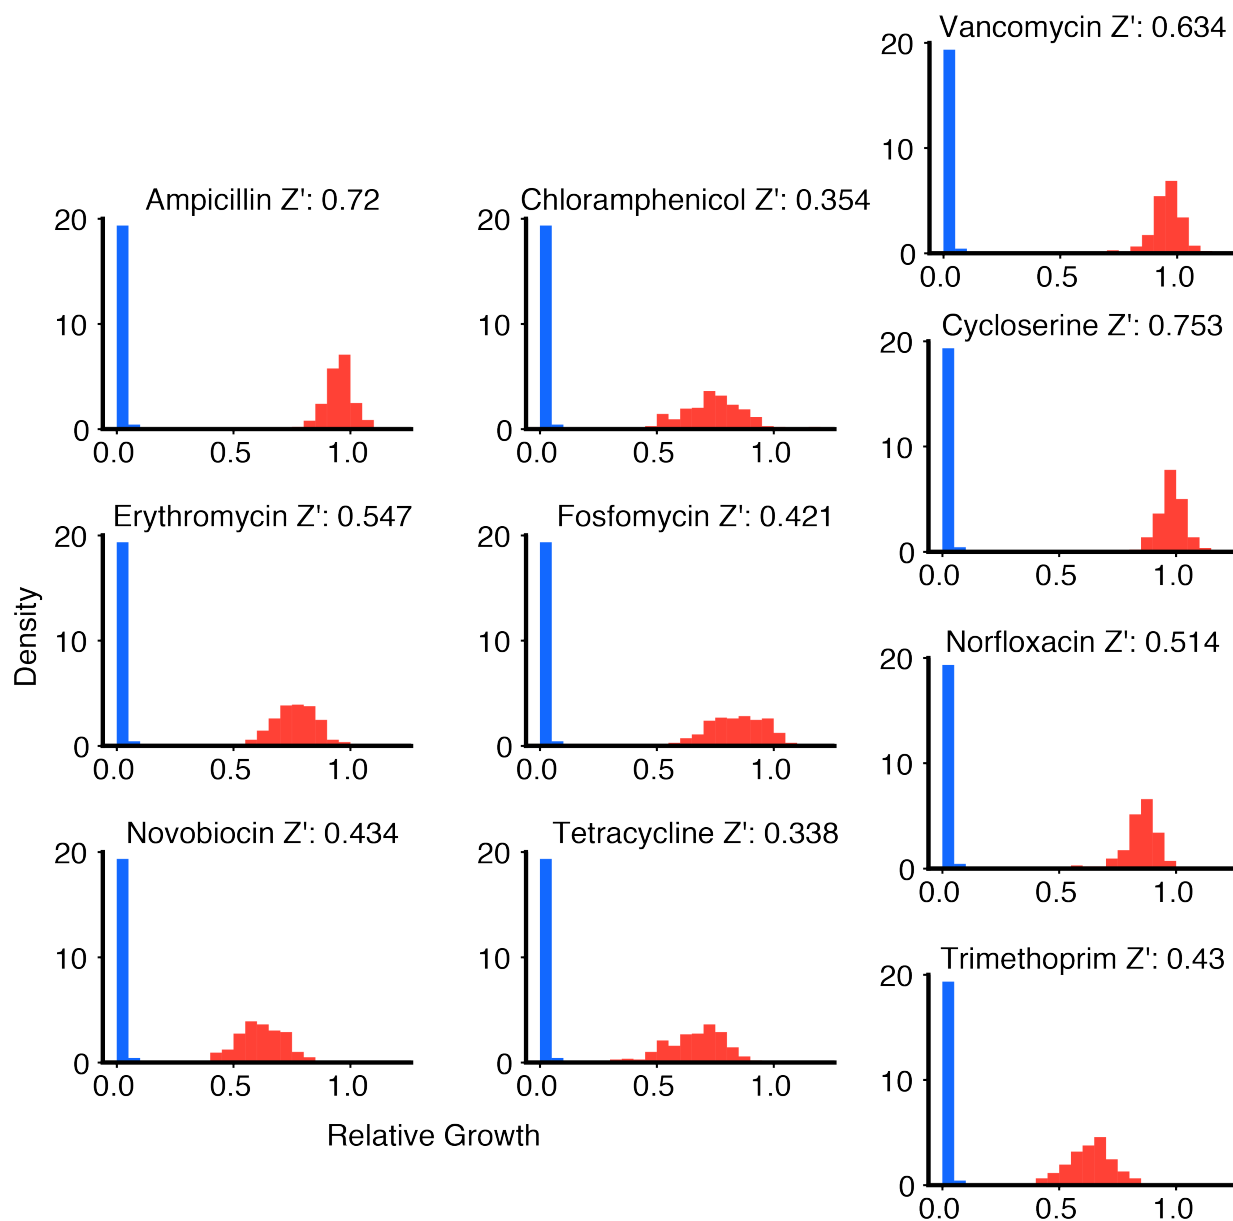 Vancomycin Z': 0.634
20
10
0
0.0 0.5 1.0
Ampicillin Z': 0.72
20
10
0
0.0 0.5 1.0
Chloramphenicol Z': 0.354
20
10
0
0.0 0.5 1.0
Cycloserine Z': 0.753
20
10
0
0.0 0.5 1.0
Erythromycin Z': 0.547
20
10
0
0.0 0.5 1.0
Fosfomycin Z': 0.421
20
10
0
0.0 0.5 1.0
Density
Norfloxacin Z': 0.514
20
10
0
0.0 0.5 1.0
Novobiocin Z': 0.434
20
10
0
0.0 0.5 1.0
Tetracycline Z': 0.338
20
10
0
0.0 0.5 1.0
Trimethoprim Z': 0.43
20
10
0
0.0 0.5 1.0
Relative Growth